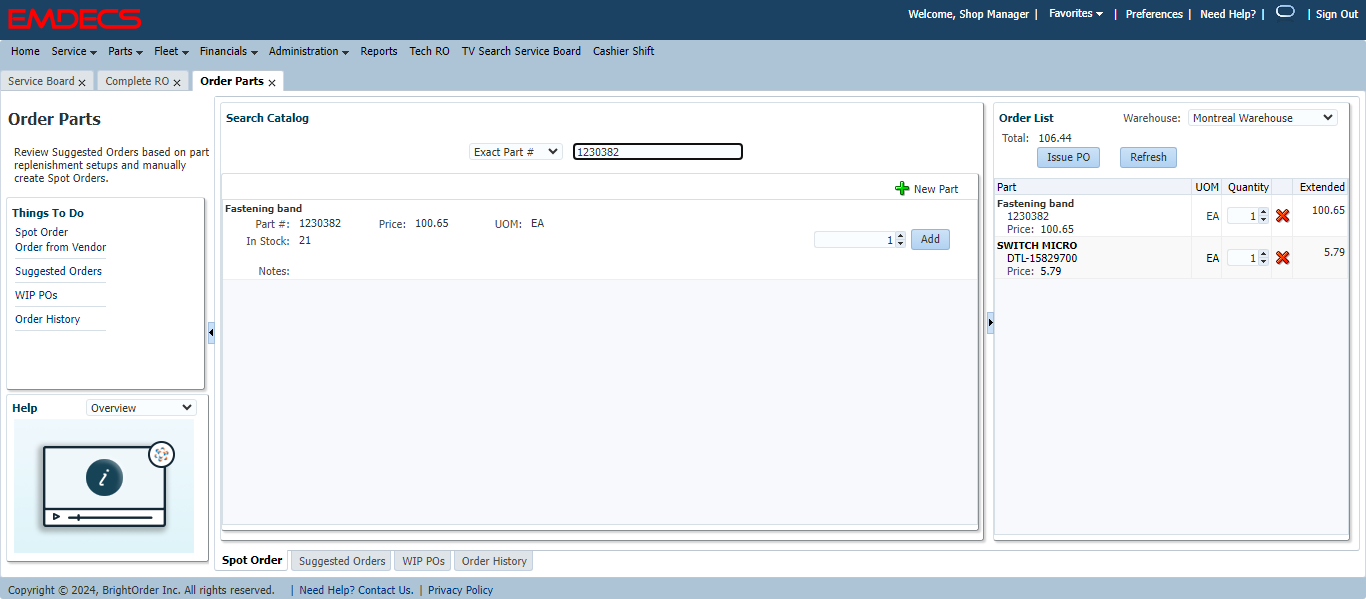 EMDECS
Welcome, Shop Manager | Favorites | Preferences | Need Help? | | Sign Out
Home Service Parts Fleet Financials Administration Reports Tech RO TV Search Service Board Cashier Shift
Service Board x Complete RO x Order Parts x
Order Parts
Review Suggested Orders based on part
replenishment setups and manually
create Spot Orders.
Things To Do
Spot Order
Order from Vendor
Suggested Orders
WIP POs
Order History
Help Overview
i
Search Catalog
Exact Part # 1230382
New Part
Fastening band
Part #: 1230382 Price: 100.65 UOM: EA
In Stock: 21
1 Add
Notes:
Order List Warehouse: Montreal Warehouse
Total: 106.44
Issue PO Refresh
Part UOM Quantity Extended
Fastening band
1230382 EA 1 100.65
Price: 100.65
SWITCH MICRO
DTL-15829700 EA 1 5.79
Price: 5.79
Spot Order Suggested Orders WIP POs Order History
Copyright © 2024, BrightOrder Inc. All rights reserved. | Need Help? Contact Us. | Privacy Policy